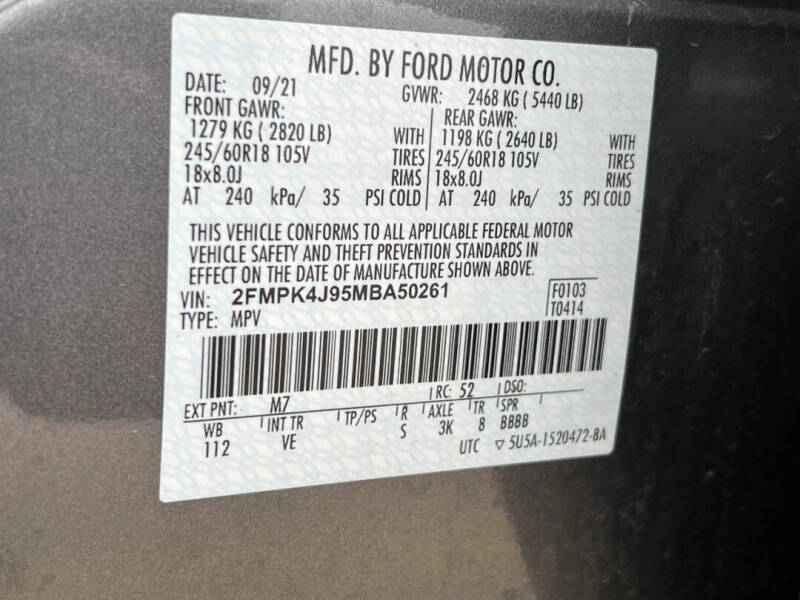 MFD. BY FORD MOTOR CO.
DATE: 09/21 GVWR: 2468 KG ( 5440 LB)
FRONT GAWR: REAR GAWR:
1279 KG ( 2820 LB) WITH 1198 KG ( 2640 LB) WITH
245/60R18 105V TIRES 245/60R18 105V TIRES
18x8.0J RIMS 18x8.0J RIMS
AT 240 kPa/ 35 PSI COLD AT 240 kPa/ 35 PSI COLD
THIS VEHICLE CONFORMS TO ALL APPLICABLE FEDERAL MOTOR
VEHICLE SAFETY AND THEFT PREVENTION STANDARDS IN
EFFECT ON THE DATE OF MANUFACTURE SHOWN ABOVE.
VIN: 2FMPK4J95MBA50261 F0103
TYPE: MPV T0414
EXT PNT: M7 RC: 52 DSO:
WB INT TR TP/PS R AXLE TR SPR
112 VE S 3K 8 BBBB
UTC ▽ 5U5A-1520472-BA